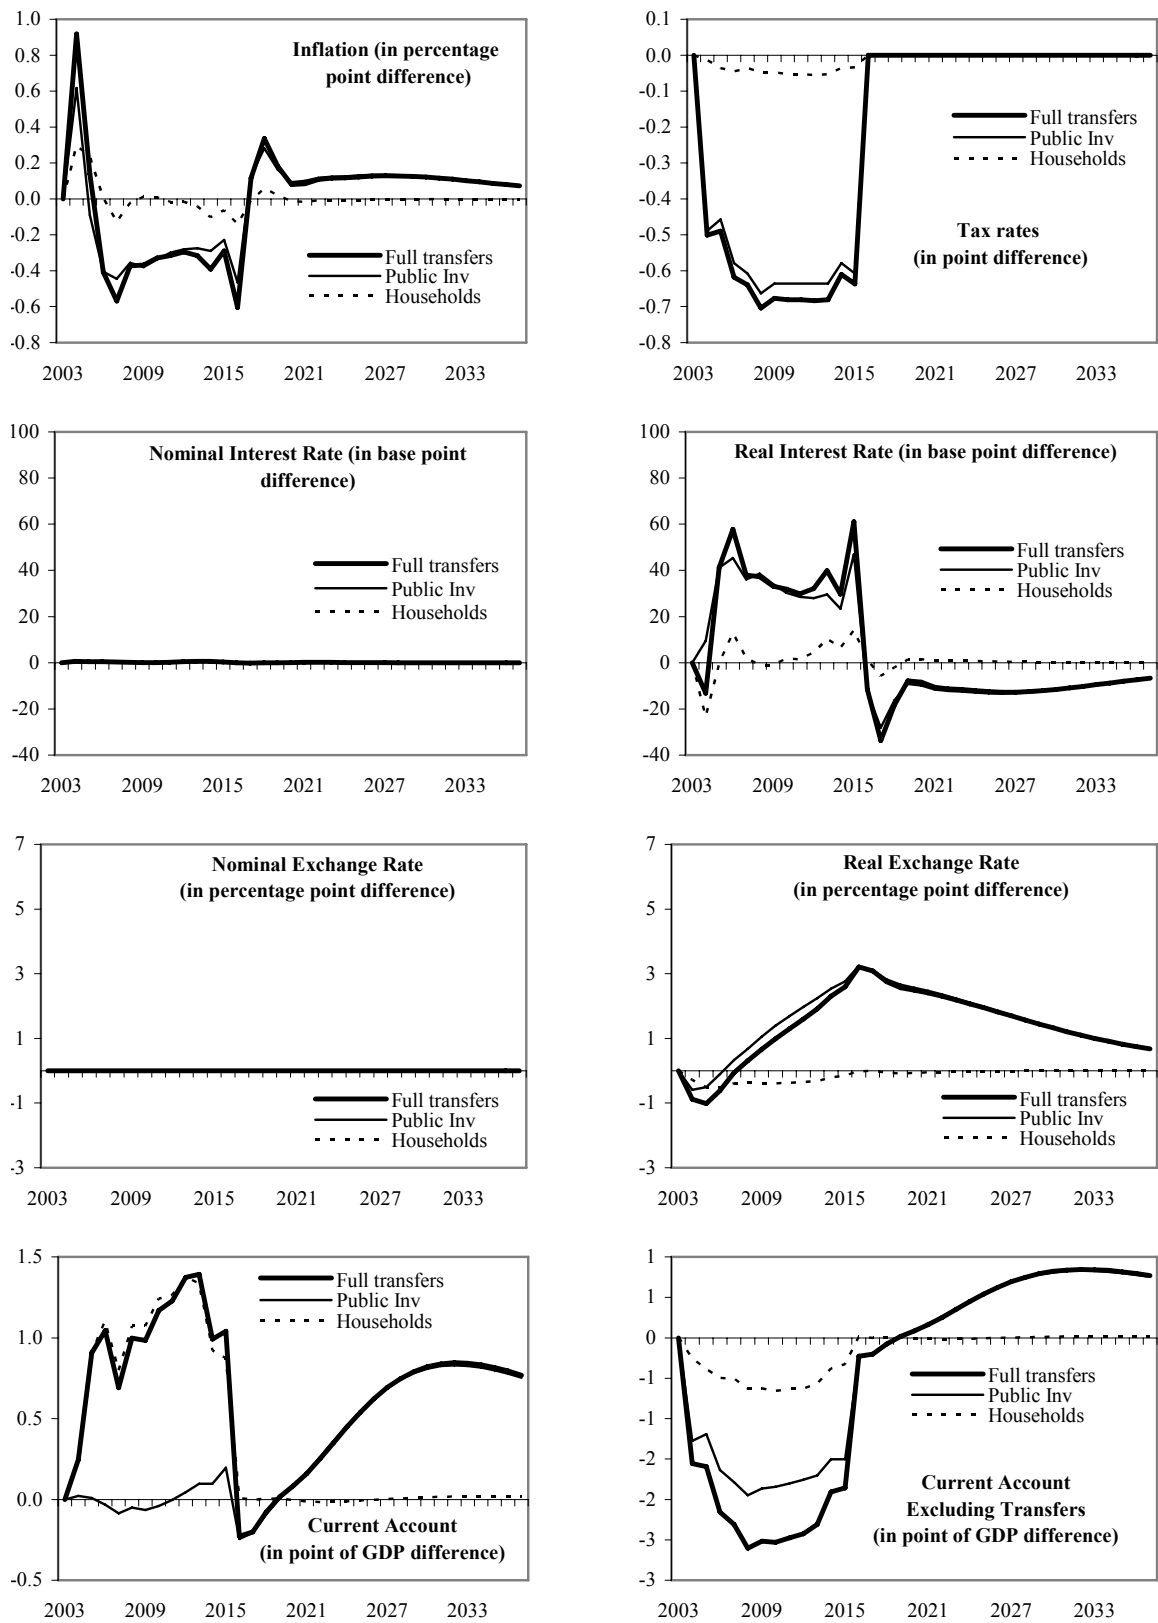 1.0
0.8
0.6
0.4
0.2
0.0
-0.2
-0.4
-0.6
-0.8
Inflation (in percentage
point difference)
Full transfers
Public Inv
Households
2003 2009 2015 2021 2027 2033
0.1
0.0
-0.1
-0.2
-0.3
-0.4
-0.5
-0.6
-0.7
-0.8
Full transfers
Public Inv
Households
Tax rates
(in point difference)
2003 2009 2015 2021 2027 2033
100
80
60
40
20
0
-20
-40
Nominal Interest Rate (in base point
difference)
Full transfers
Public Inv
Households
2003 2009 2015 2021 2027 2033
100
80
60
40
20
0
-20
-40
Real Interest Rate (in base point difference)
Full transfers
Public Inv
Households
2003 2009 2015 2021 2027 2033
7
5
3
1
-1
-3
Nominal Exchange Rate
(in percentage point difference)
Full transfers
Public Inv
Households
2003 2009 2015 2021 2027 2033
7
5
3
1
-1
-3
Real Exchange Rate
(in percentage point difference)
Full transfers
Public Inv
Households
2003 2009 2015 2021 2027 2033
1.5
1.0
0.5
0.0
-0.5
Full transfers
Public Inv
Households
Current Account
(in point of GDP difference)
2003 2009 2015 2021 2027 2033
1
1
0
-1
-1
-2
-2
-3
-3
Full transfers
Public Inv
Households
Current Account
Excluding Transfers
(in point of GDP difference)
2003 2009 2015 2021 2027 2033